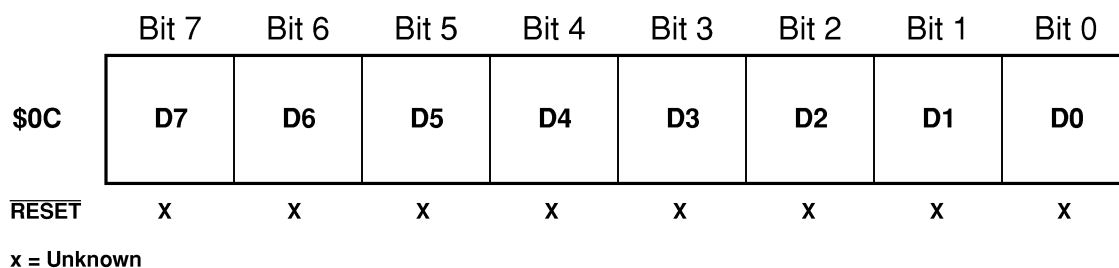 Bit 7 Bit 6 Bit 5 Bit 4 Bit 3 Bit 2 Bit 1 Bit 0
$0C D7 D6 D5 D4 D3 D2 D1 D0
RESET X X X X X X X X
x = Unknown